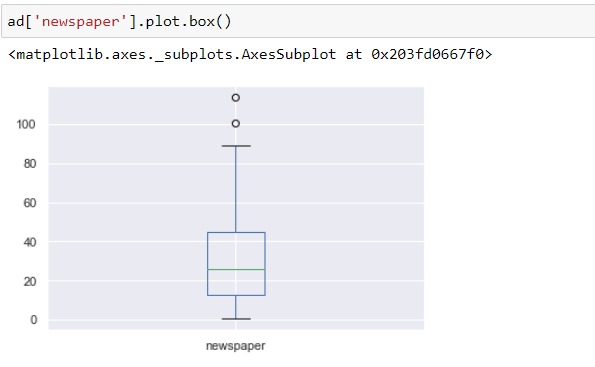 ad['newspaper'].plot.box()
<matplotlib.axes._subplots.AxesSubplot at 0x203fd0667f0>
100
80
60
40
20
0
newspaper